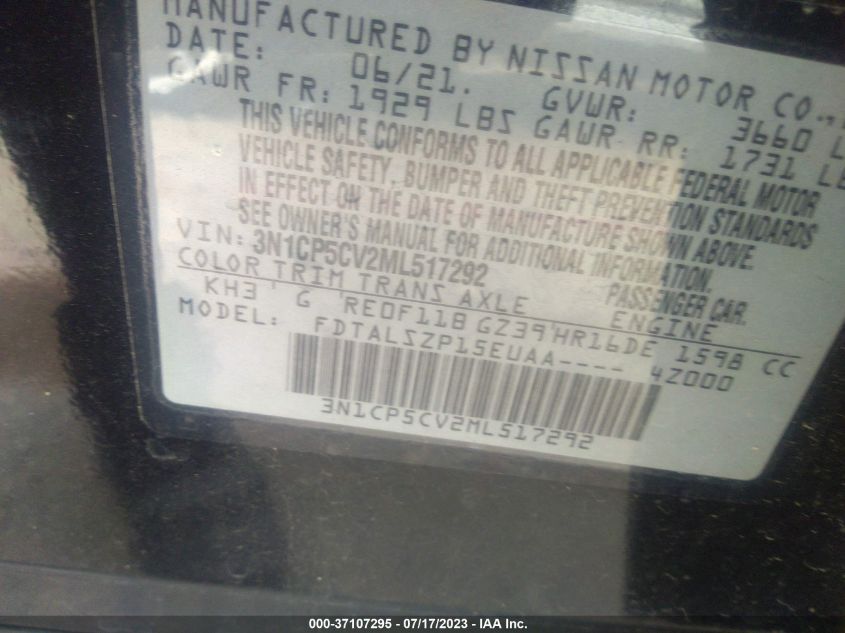 MANUFACTURED BY NISSAN MOTOR CO.,
DATE: 06/21. GVWR: 3660 L
GAWR FR: 1929 LBS GAWR RR: 1731 LB
THIS VEHICLE CONFORMS TO ALL APPLICABLE FEDERAL MOTOR
VEHICLE SAFETY, BUMPER AND THEFT PREVENTION STANDARDS
IN EFFECT ON THE DATE OF MANUFACTURE SHOWN ABOVE.
SEE OWNER'S MANUAL FOR ADDITIONAL INFORMATION.
VIN: 3N1CP5CV2ML517292 PASSENGER CAR.
COLOR TRIM TRANS AXLE ENGINE
KH3 ' G 'RE0F11B GZ39'HR16DE 1598 CC
MODEL: FDTALSZP15EUAA---- 4Z000
3N1CP5CV2ML517292
000-37107295 - 07/17/2023 - IAA Inc.